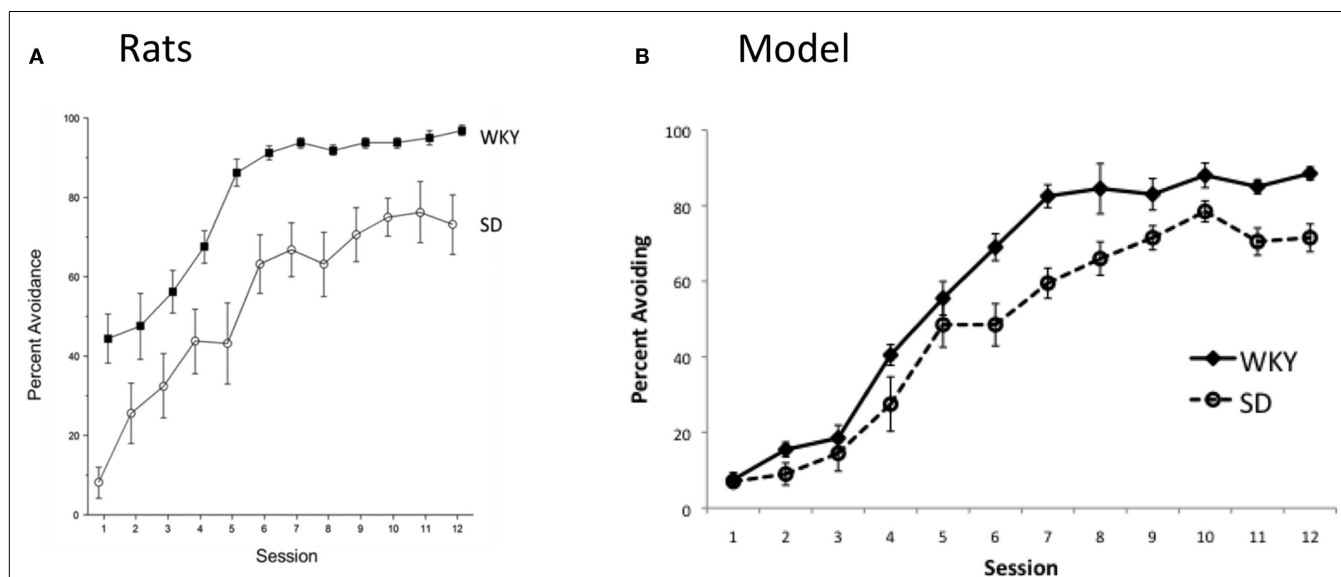 A Rats
Percent Avoidance
100
80
60
40
20
0
WKY
SD
1 2 3 4 5 6 7 8 9 10 11 12
Session
B Model
Percent Avoiding
100
80
60
40
20
0
WKY
SD
1 2 3 4 5 6 7 8 9 10 11 12
Session